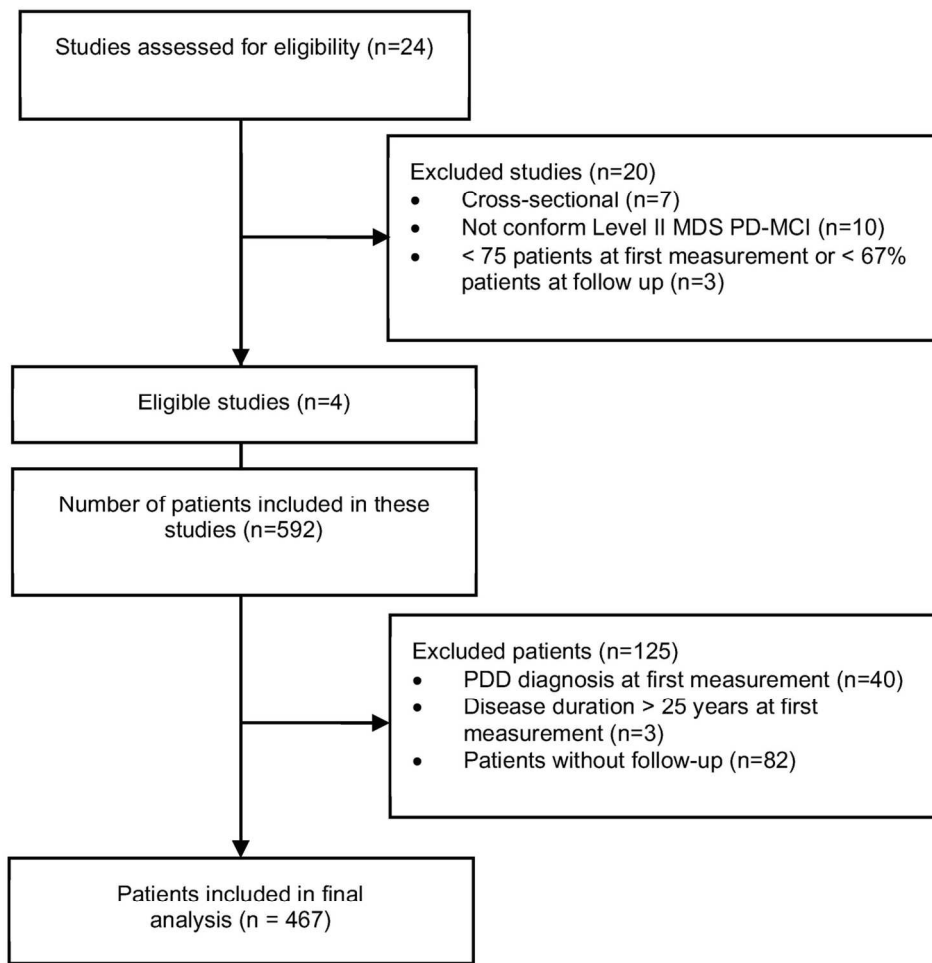 Studies assessed for eligibility (n=24)
Excluded studies (n=20)
• Cross-sectional (n=7)
• Not conform Level II MDS PD-MCI (n=10)
• < 75 patients at first measurement or < 67%
patients at follow up (n=3)
Eligible studies (n=4)
Number of patients included in these
studies (n=592)
Excluded patients (n=125)
• PDD diagnosis at first measurement (n=40)
• Disease duration > 25 years at first
measurement (n=3)
• Patients without follow-up (n=82)
Patients included in final
analysis (n = 467)